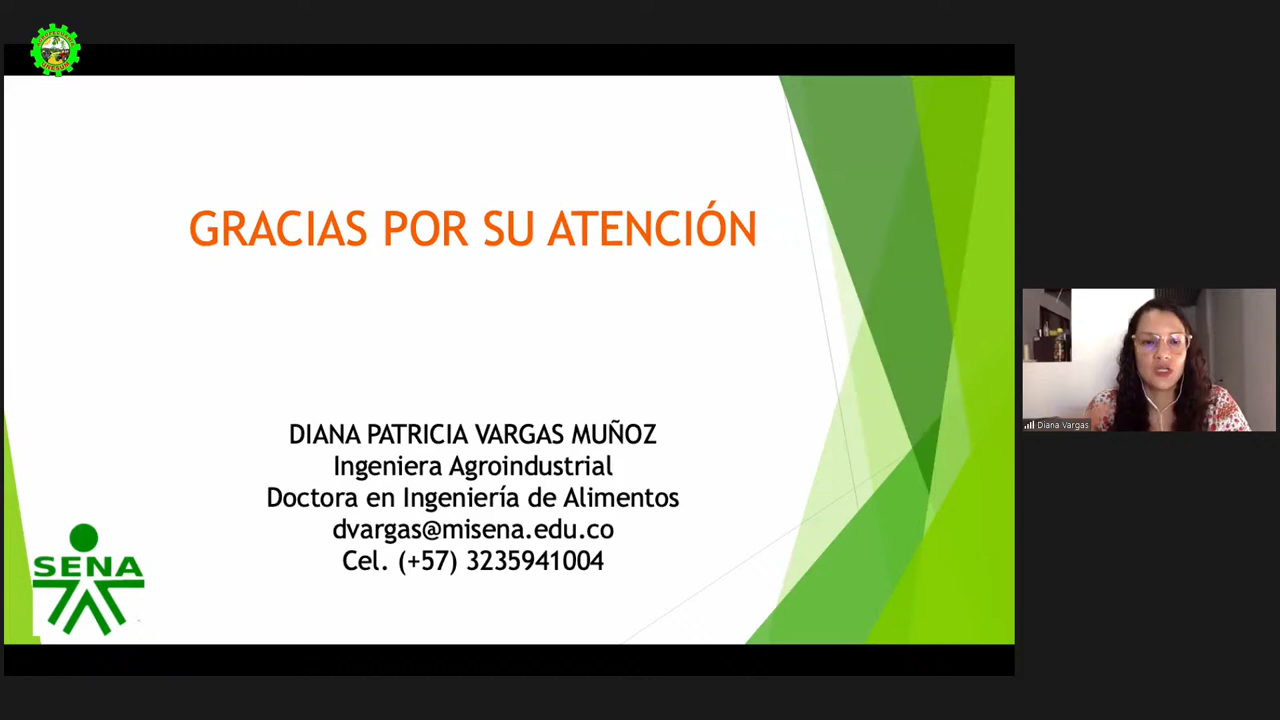 GRACIAS POR SU ATENCIÓN
DIANA PATRICIA VARGAS MUÑOZ
Ingeniera Agroindustrial
Doctora en Ingeniería de Alimentos
dvargas@misena.edu.co
Cel. (+57) 3235941004
SENA
Diana Vargas